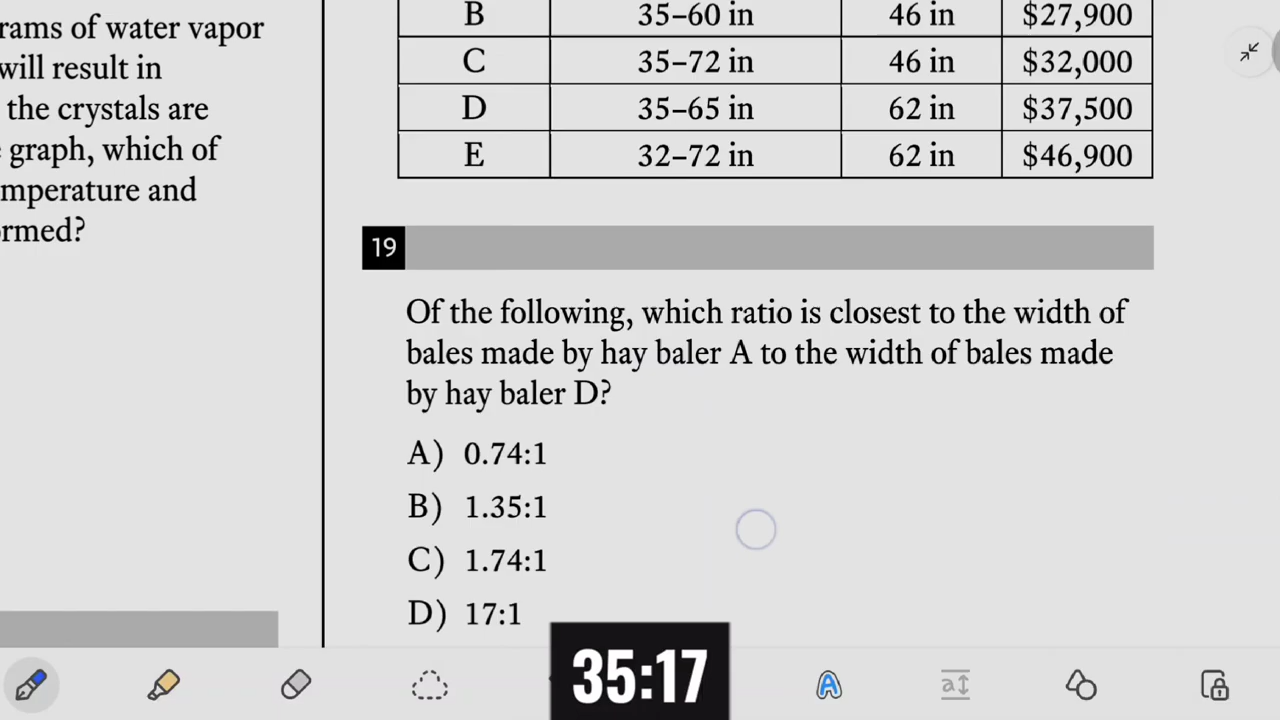 rams of water vapor
will result in
the crystals are
graph, which of
mperature and
ormed?
B 35–60 in 46 in $27,900
C 35–72 in 46 in $32,000
D 35–65 in 62 in $37,500
E 32–72 in 62 in $46,900
19
Of the following, which ratio is closest to the width of
bales made by hay baler A to the width of bales made
by hay baler D?
A) 0.74:1
B) 1.35:1
C) 1.74:1
D) 17:1
35:17
A
a